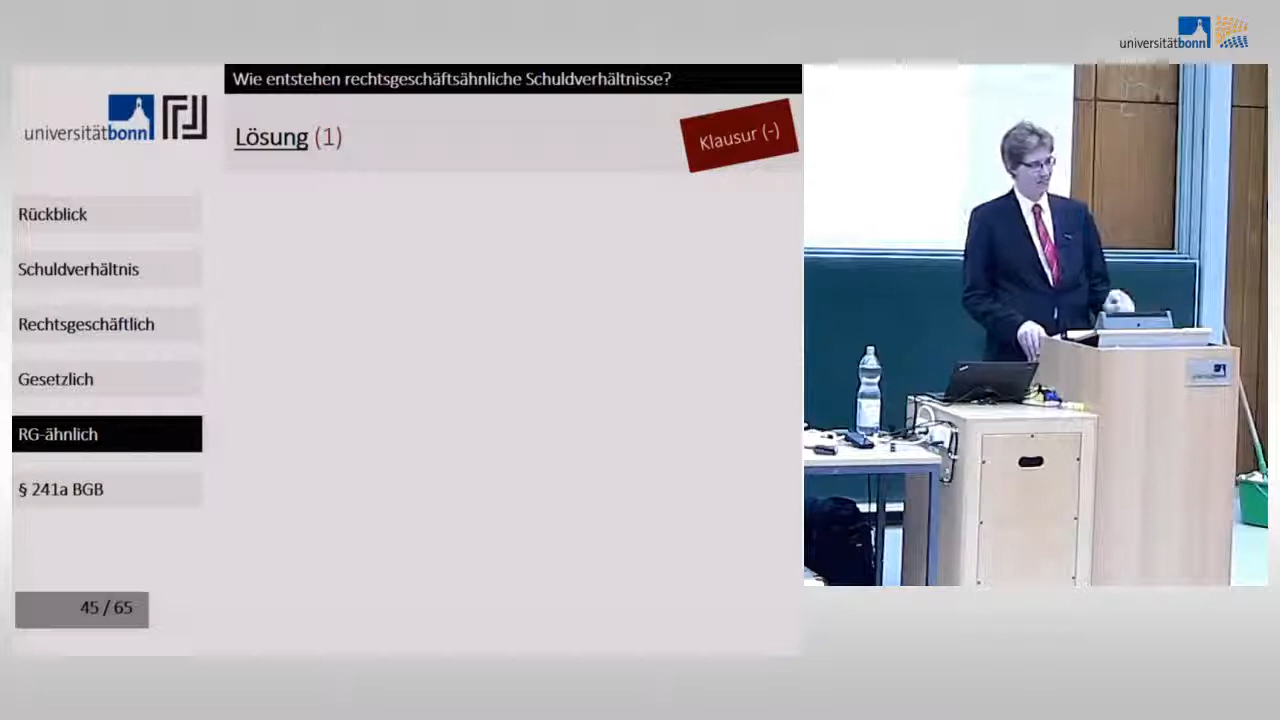 universitätbonn
Wie entstehen rechtsgeschäftsähnliche Schuldverhältnisse?
universitätbonn
Lösung (1)
Klausur (-)
Rückblick
Schuldverhältnis
Rechtsgeschäftlich
Gesetzlich
RG-ähnlich
§ 241a BGB
45 / 65